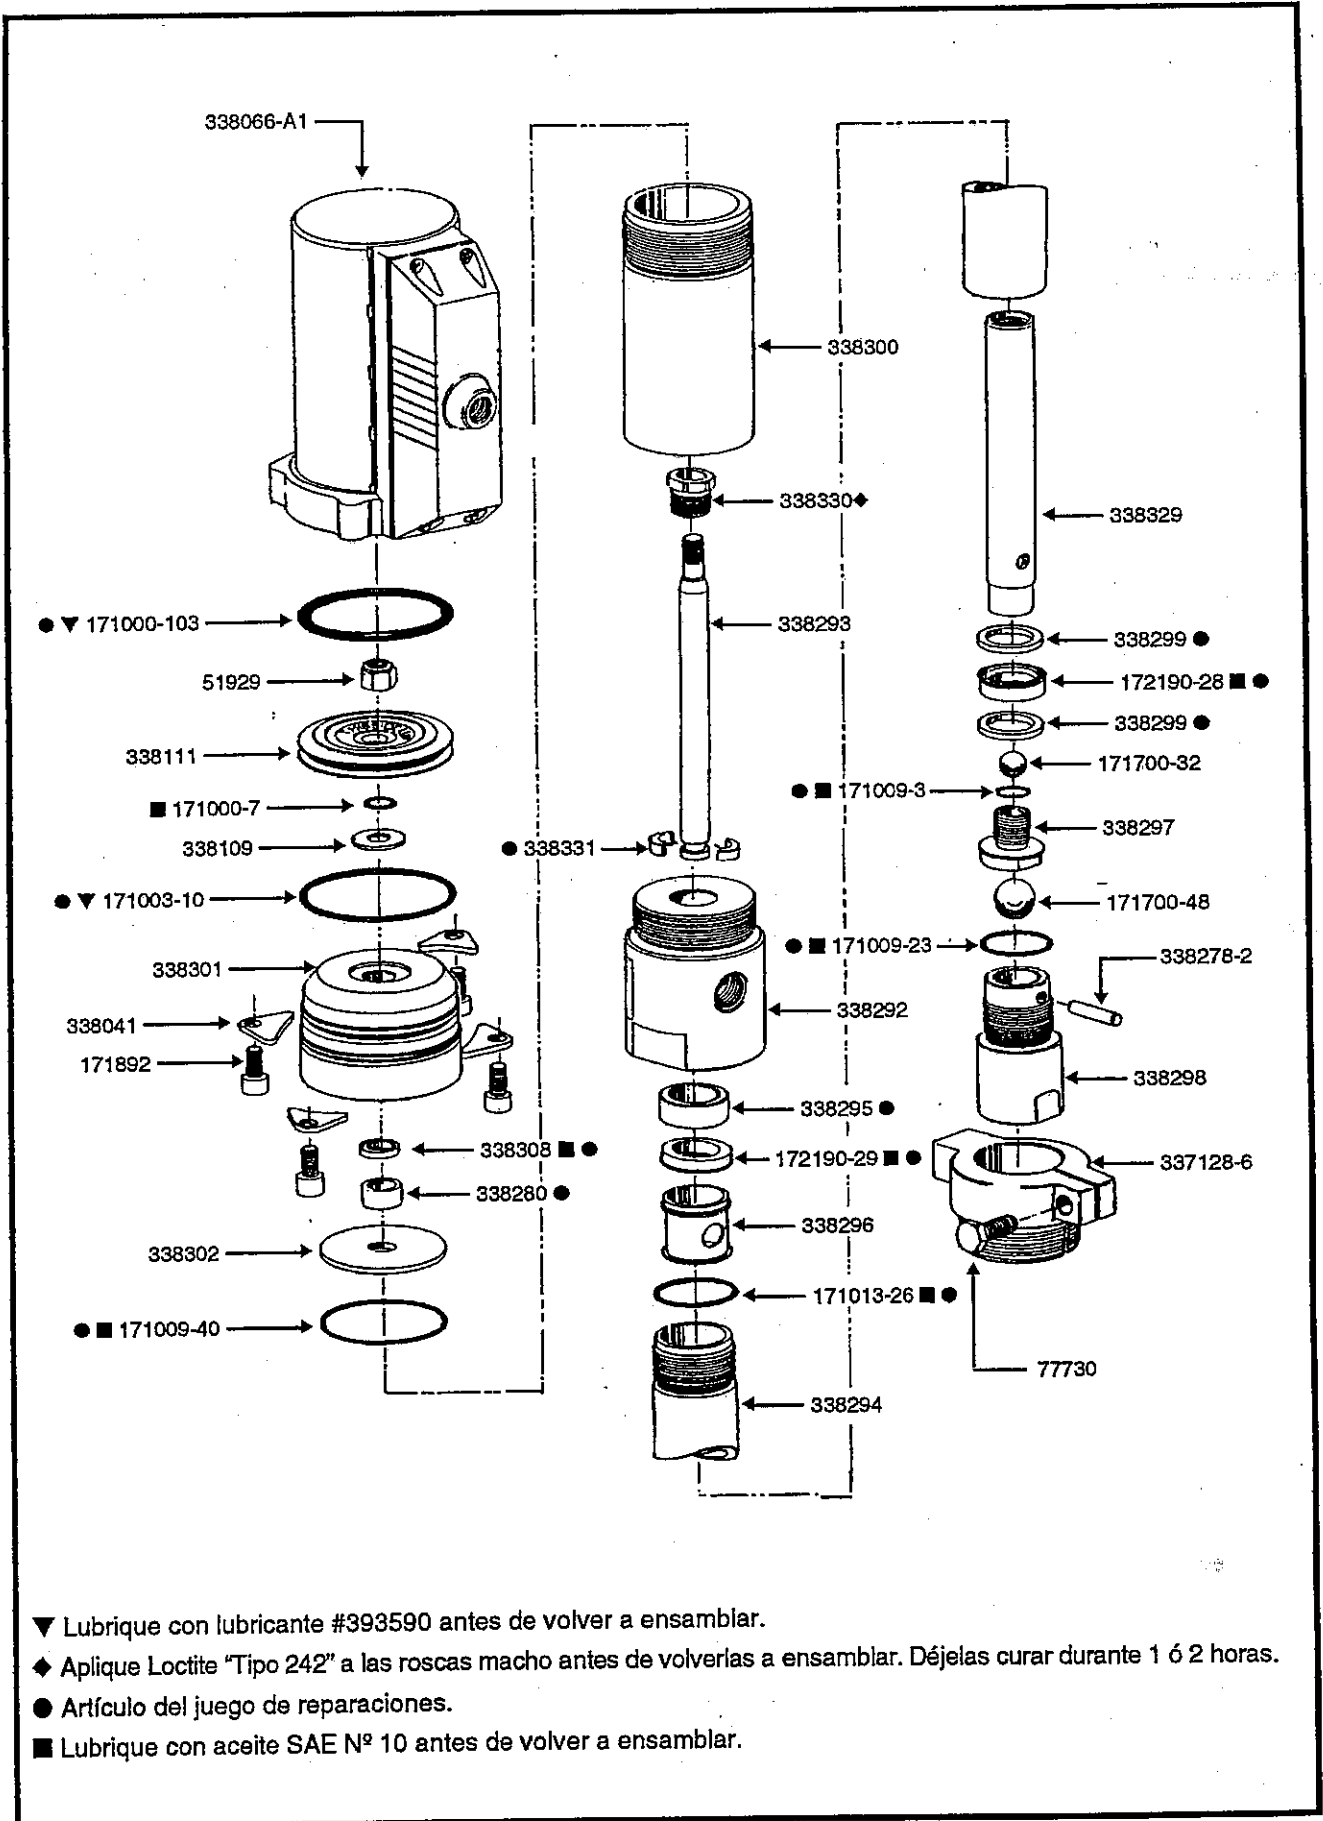 338066-A1
● ▼ 171000-103
51929
338111
■ 171000-7
338109
● ▼ 171003-10
338301
338041
171892
338308 ■ ●
338280 ●
338302
● ■ 171009-40
338300
338330◆
338293
● 338331
338292
338295 ●
172190-29 ■ ●
338296
171013-26 ■ ●
338294
338329
338299 ●
172190-28 ■ ●
338299 ●
171700-32
● ■ 171009-3
338297
171700-48
● ■ 171009-23
338278-2
338298
337128-6
77730
▼ Lubrique con lubricante #393590 antes de volver a ensamblar.
◆ Aplique Loctite "Tipo 242" a las roscas macho antes de volverlas a ensamblar. Déjelas curar durante 1 ó 2 horas.
● Artículo del juego de reparaciones.
■ Lubrique con aceite SAE Nº 10 antes de volver a ensamblar.